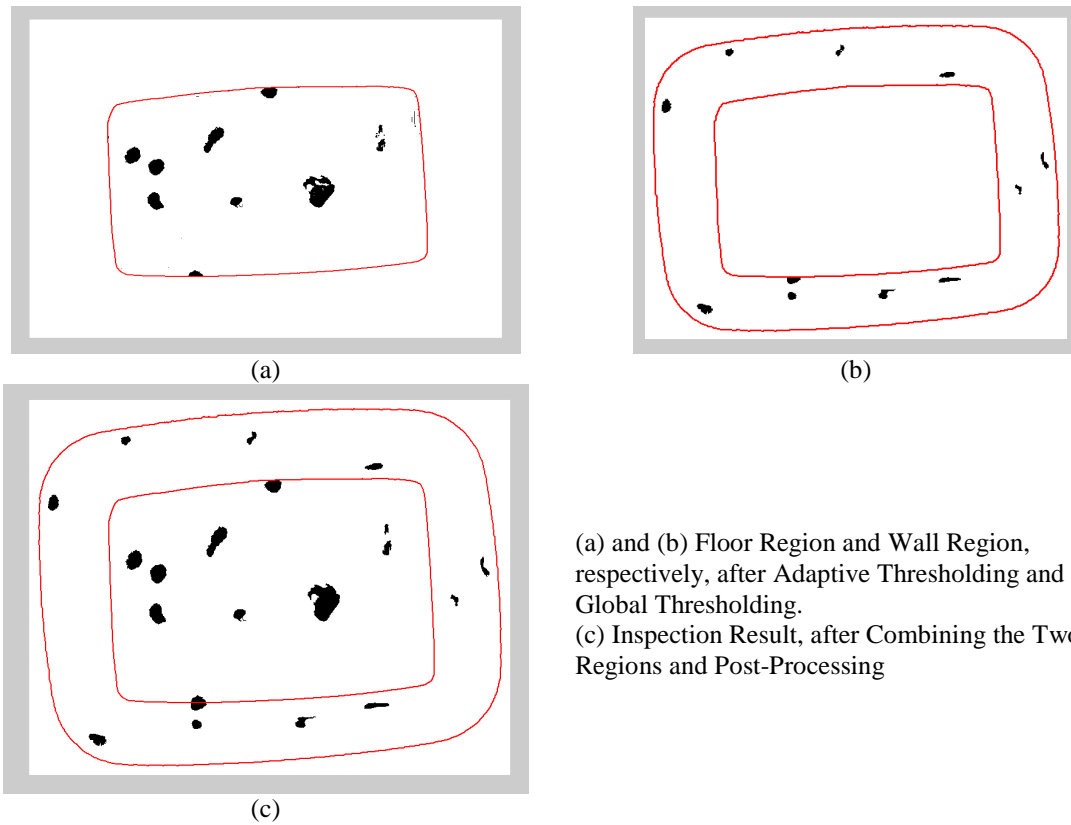 (a)
(b)
(a) and (b) Floor Region and Wall Region,
respectively, after Adaptive Thresholding and
Global Thresholding.
(c) Inspection Result, after Combining the Two
Regions and Post-Processing
(c)